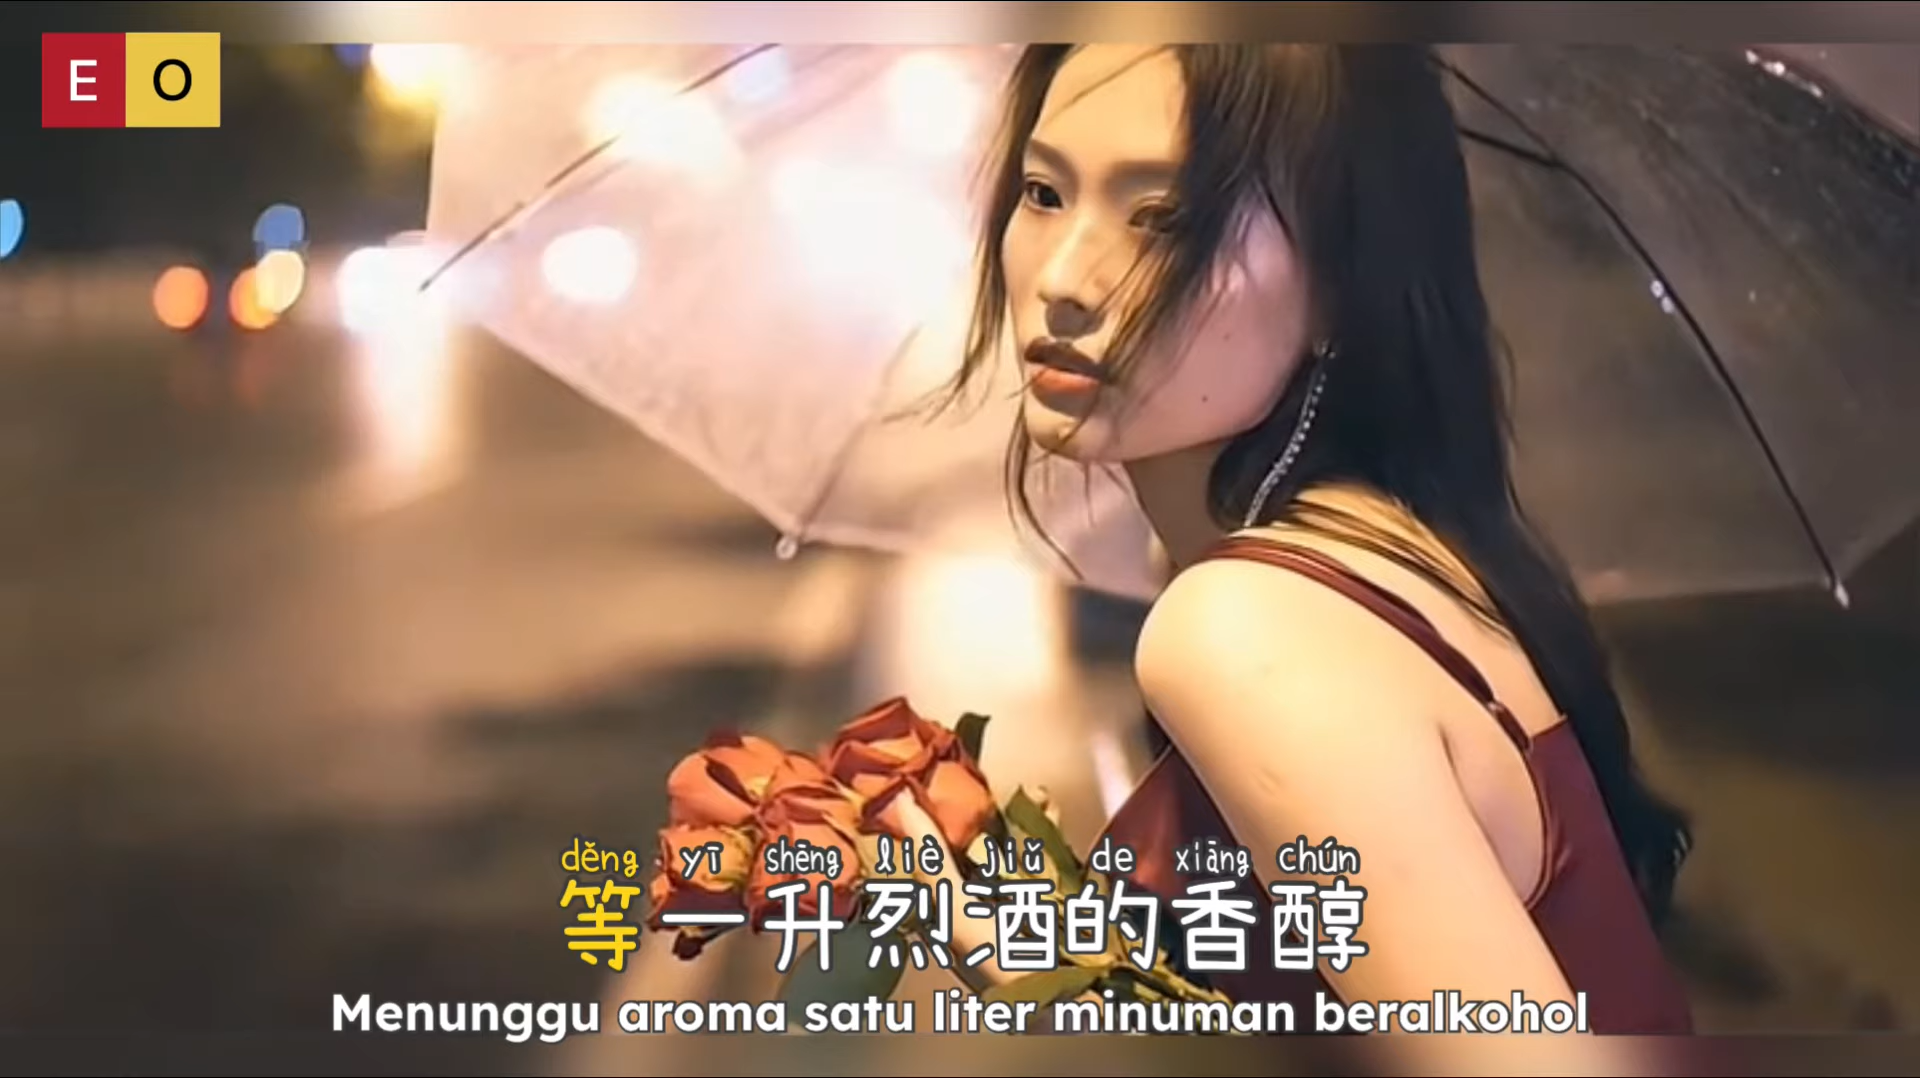 E O
děng yī shēng liè jiǔ de xiāng chún
等一升烈酒的香醇
Menunggu aroma satu liter minuman beralkohol